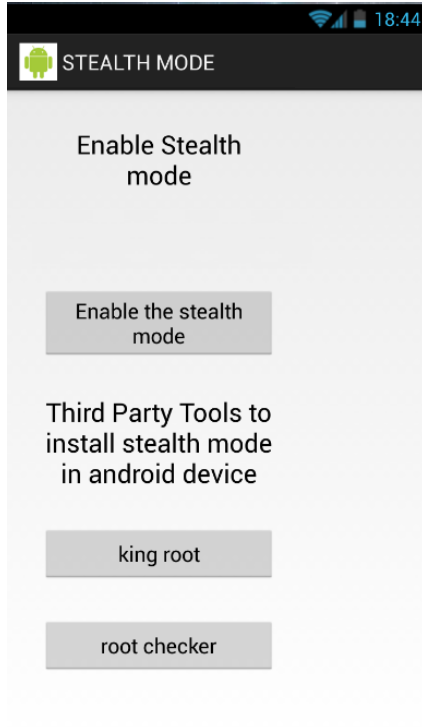 18:44
STEALTH MODE
Enable Stealth
mode
Enable the stealth
mode
Third Party Tools to
install stealth mode
in android device
king root
root checker